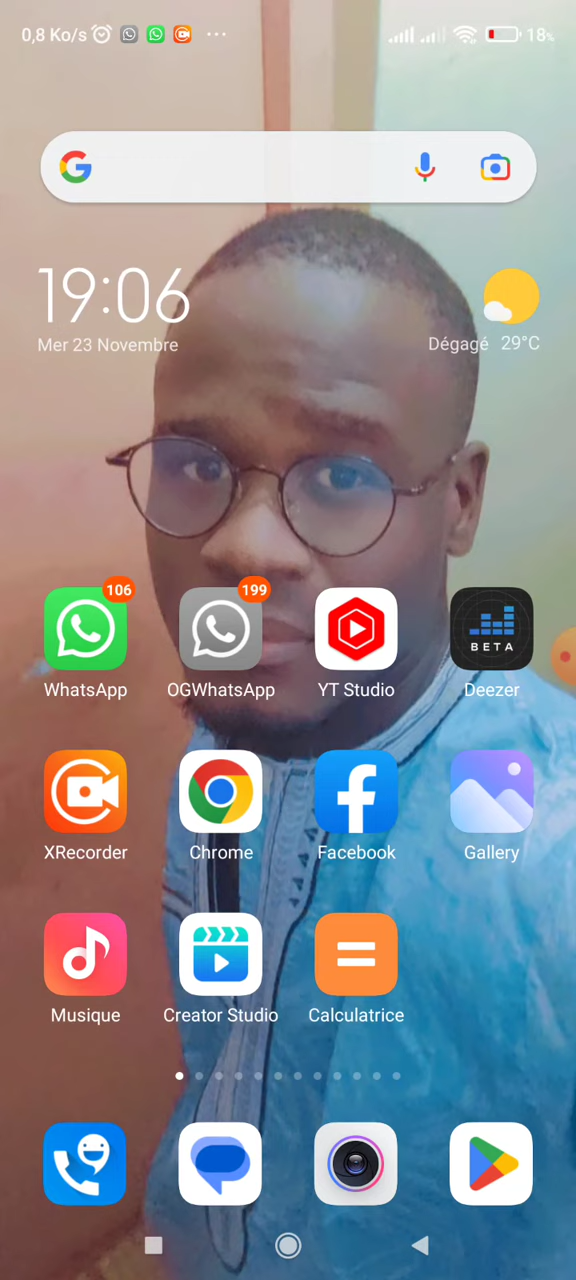 0,8 Ko/s ... 18%
19:06
Mer 23 Novembre
Dégagé 29°C
106 199
BETA
WhatsApp OGWhatsApp YT Studio Deezer
XRecorder Chrome Facebook Gallery
Musique Creator Studio Calculatrice